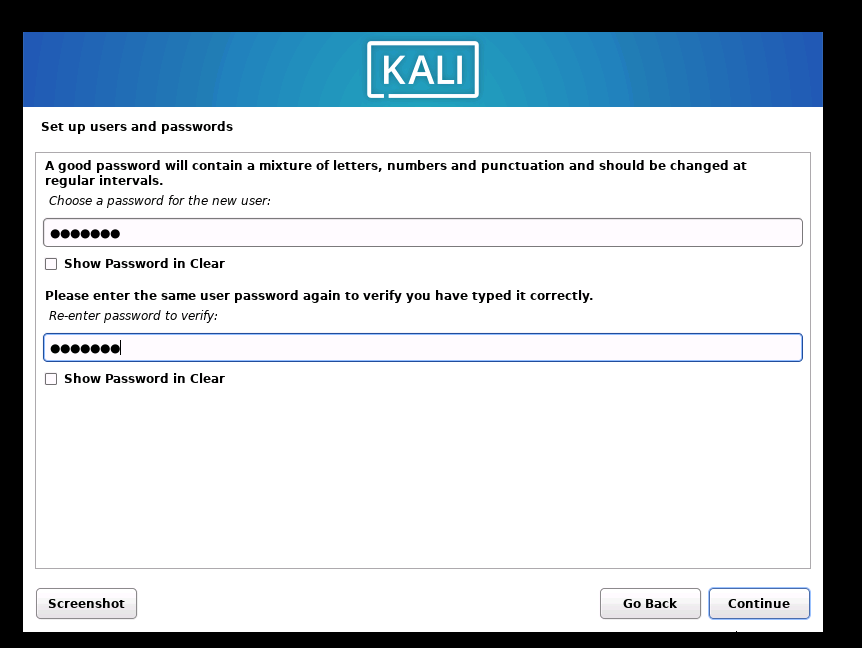 KALI
Set up users and passwords
A good password will contain a mixture of letters, numbers and punctuation and should be changed at
regular intervals.
Choose a password for the new user:
●●●●●●●
Show Password in Clear
Please enter the same user password again to verify you have typed it correctly.
Re-enter password to verify:
●●●●●●●
Show Password in Clear
Screenshot
Go Back
Continue